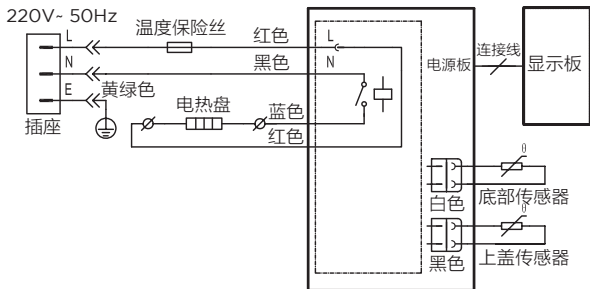 220V~ 50Hz
L
温度保险丝
红色
L
N
黑色
N
电源板
连接线
显示板
E
黄绿色
电热盘
蓝色
插座
红色
θ
白色
底部传感器
θ
黑色
上盖传感器